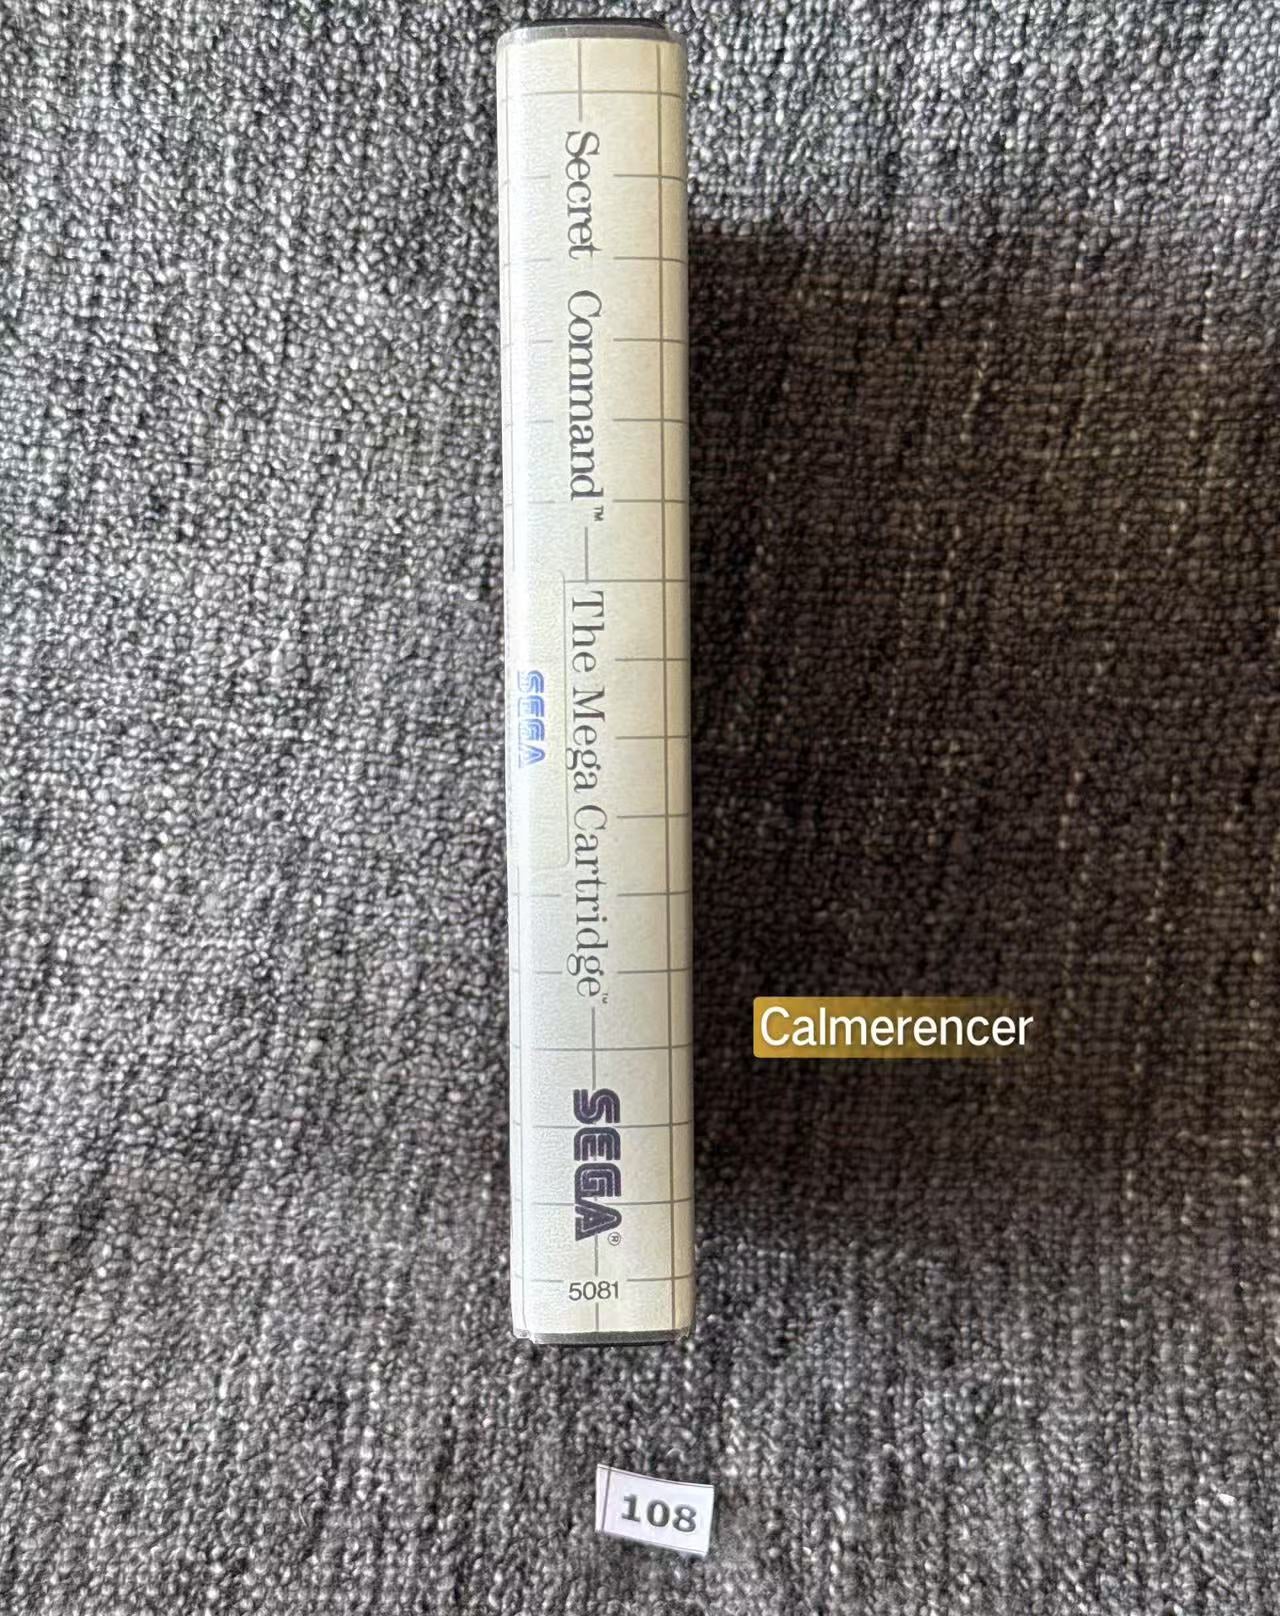 Secret Command™ The Mega Cartridge™ SEGA®
5081
SEGA
Calmerencer
108